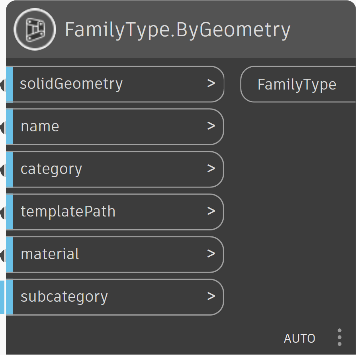 FamilyType.ByGeometry
solidGeometry >
FamilyType
name >
category >
templatePath >
material >
subcategory >
AUTO